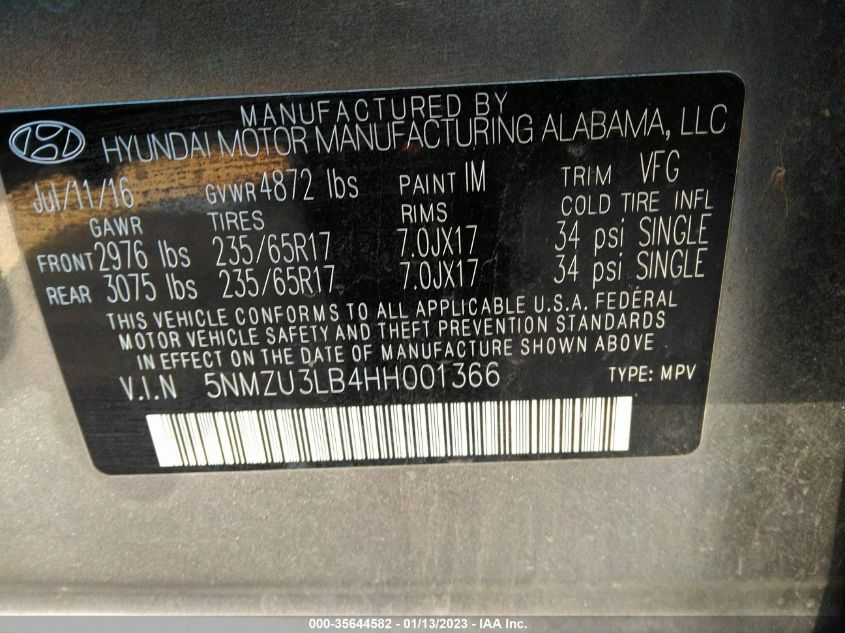 MANUFACTURED BY
HYUNDAI MOTOR MANUFACTURING ALABAMA, LLC
Jul/11/16 GVWR 4872 lbs PAINT IM TRIM VFG
GAWR TIRES RIMS COLD TIRE INFL
FRONT 2976 lbs 235/65R17 7.0JX17 34 psi SINGLE
REAR 3075 lbs 235/65R17 7.0JX17 34 psi SINGLE
THIS VEHICLE CONFORMS TO ALL APPLICABLE U.S.A. FEDERAL
MOTOR VEHICLE SAFETY AND THEFT PREVENTION STANDARDS
IN EFFECT ON THE DATE OF MANUFACTURE SHOWN ABOVE
V.I.N 5NMZU3LB4HH001366 TYPE: MPV
000-35644582 - 01/13/2023 - IAA Inc.